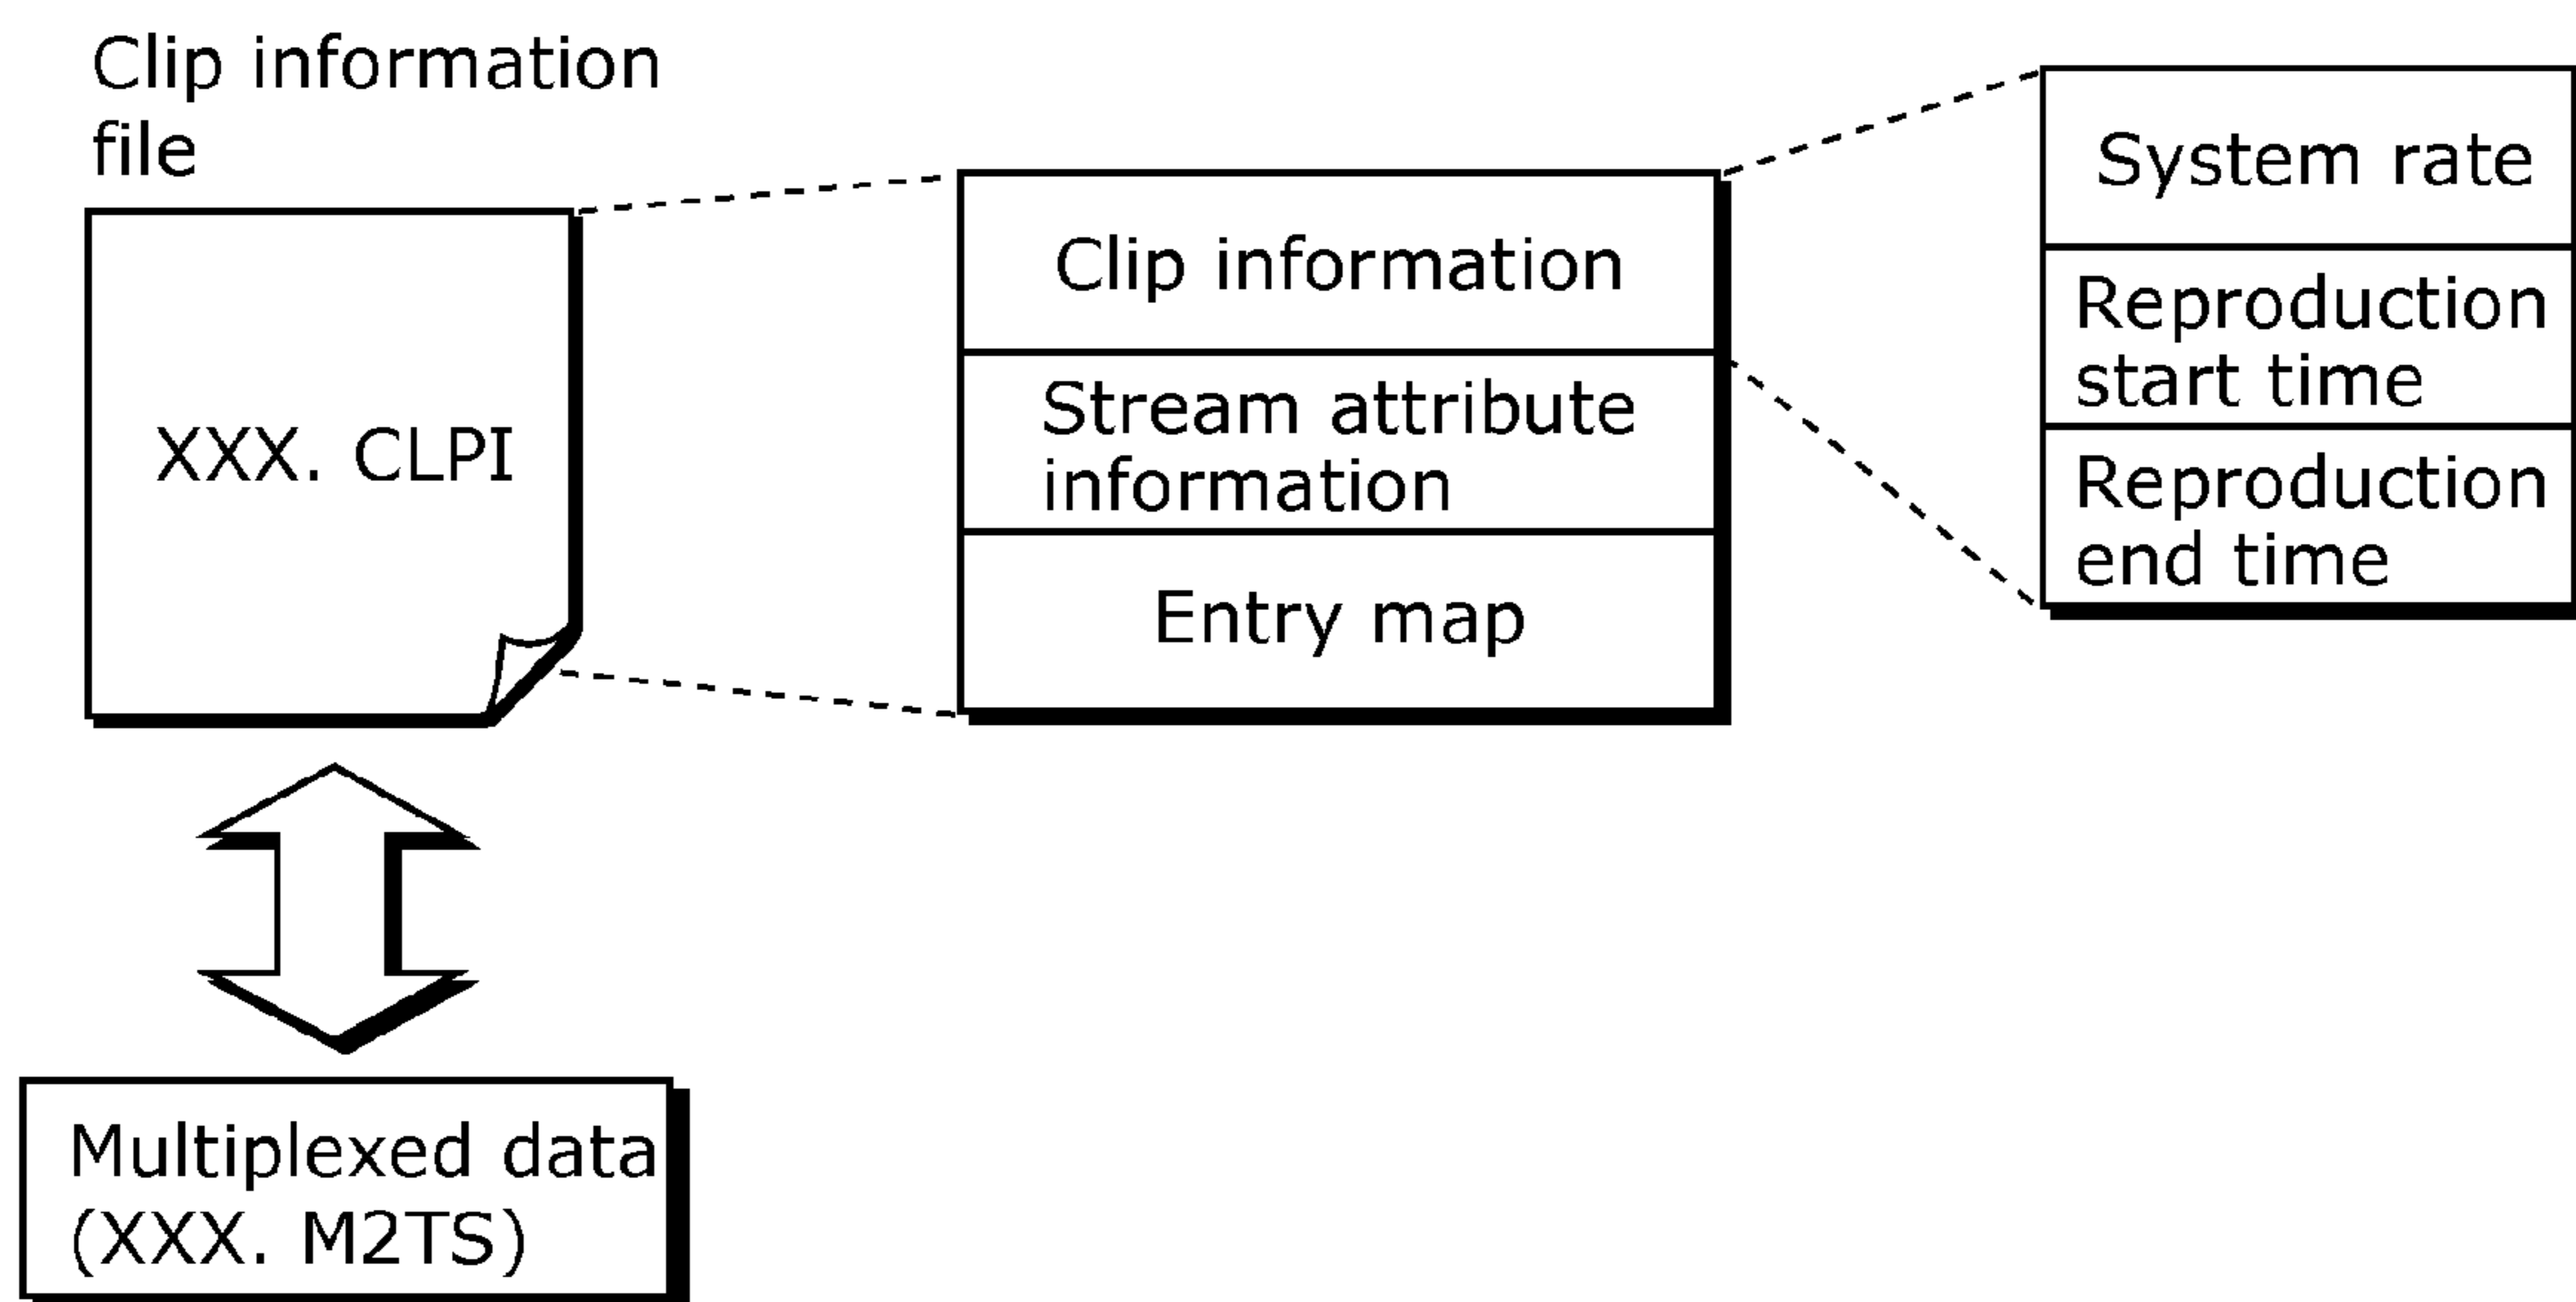 Clip information
file
XXX. CLPI
Clip information
Stream attribute
information
Entry map
System rate
Reproduction
start time
Reproduction
end time
Multiplexed data
(XXX. M2TS)